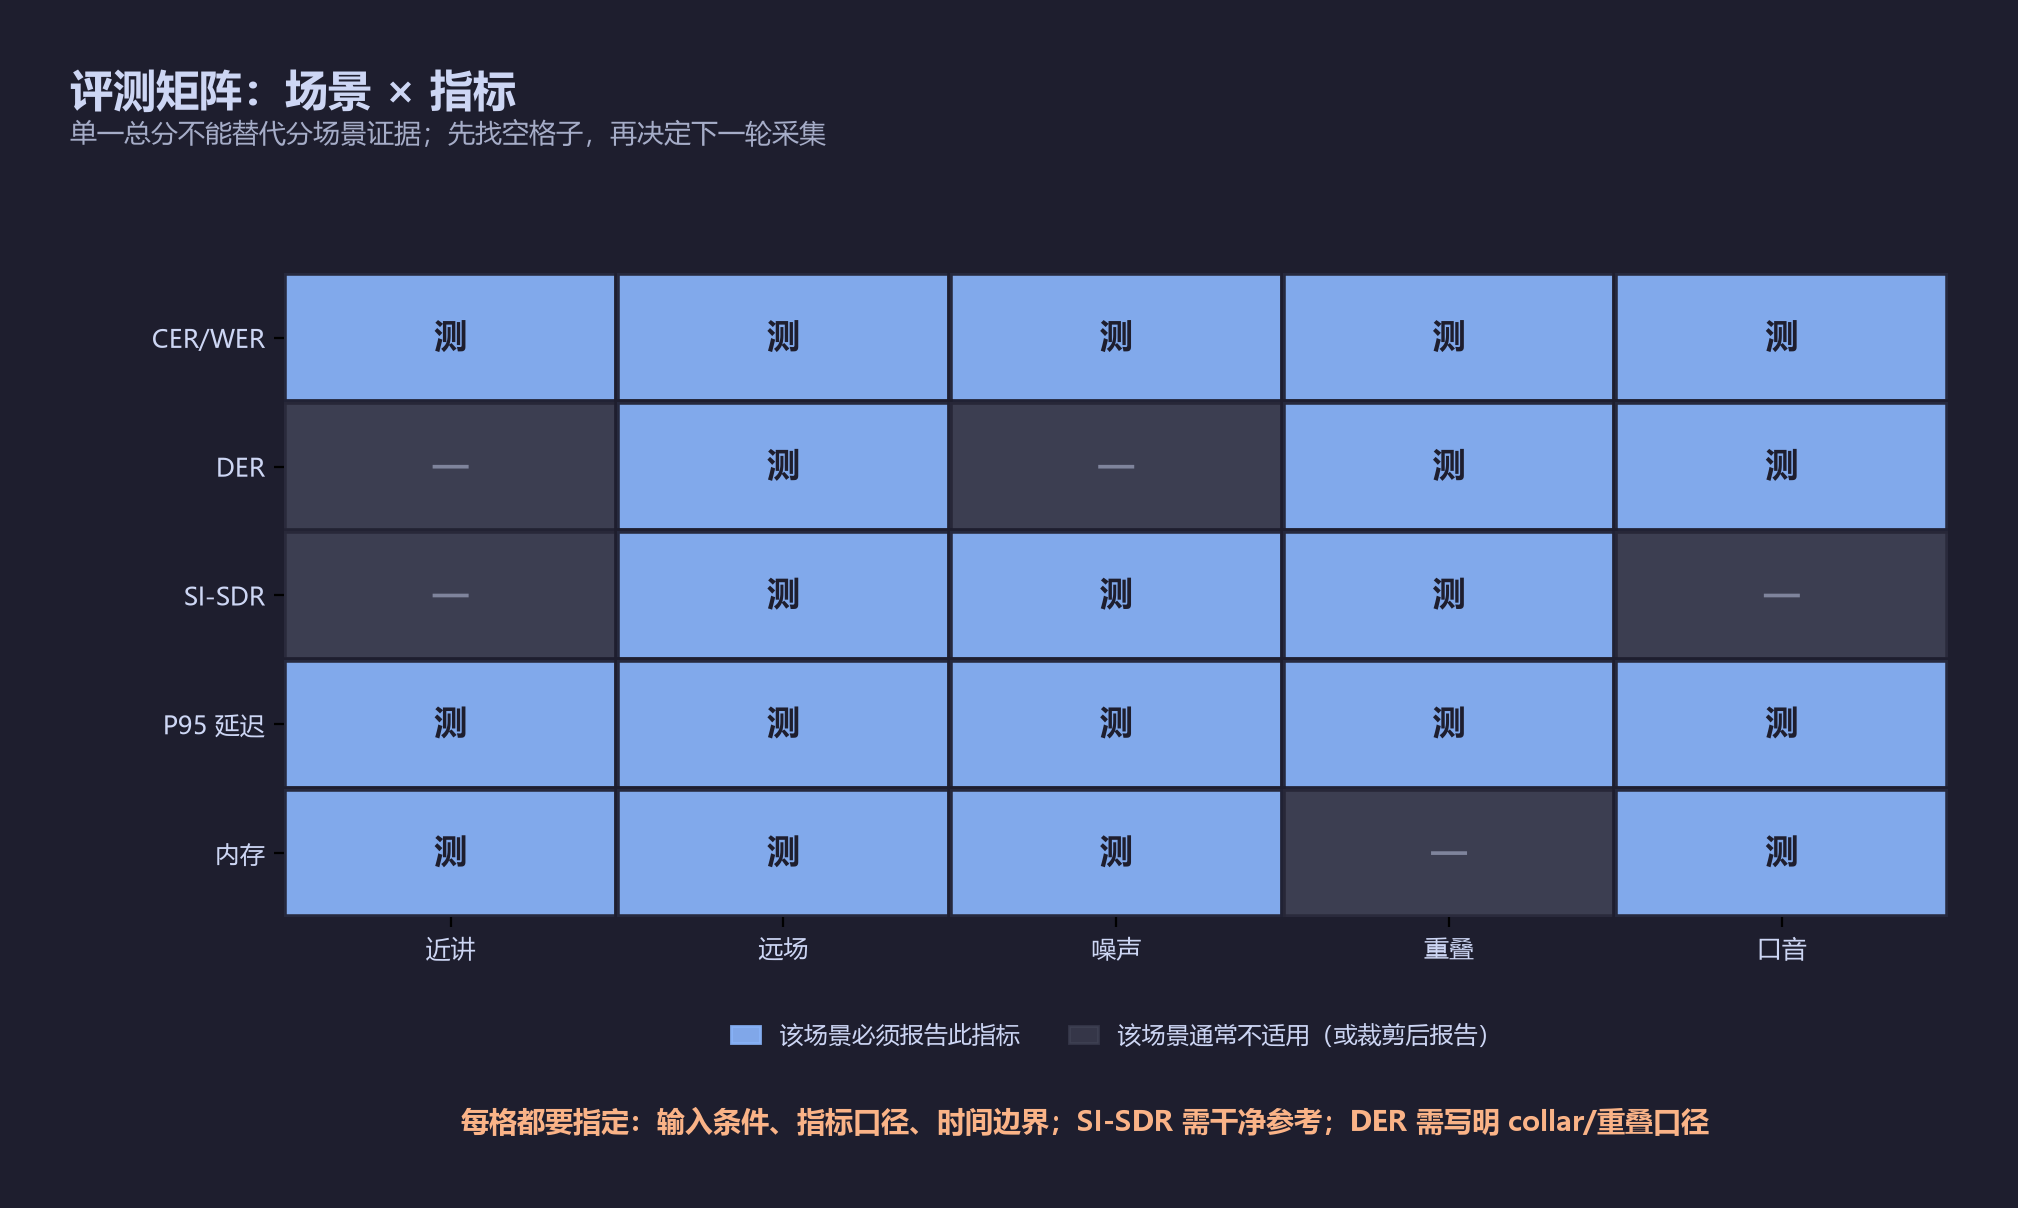 评测矩阵：场景 × 指标
单一总分不能替代分场景证据；先找空格子，再决定下一轮采集
CER/WER 测 测 测 测 测
DER — 测 — 测 测
SI-SDR — 测 测 测 —
P95 延迟 测 测 测 测 测
内存 测 测 测 — 测
近讲 远场 噪声 重叠 口音
该场景必须报告此指标 该场景通常不适用（或裁剪后报告）
每格都要指定：输入条件、指标口径、时间边界；SI-SDR 需干净参考；DER 需写明 collar/重叠口径